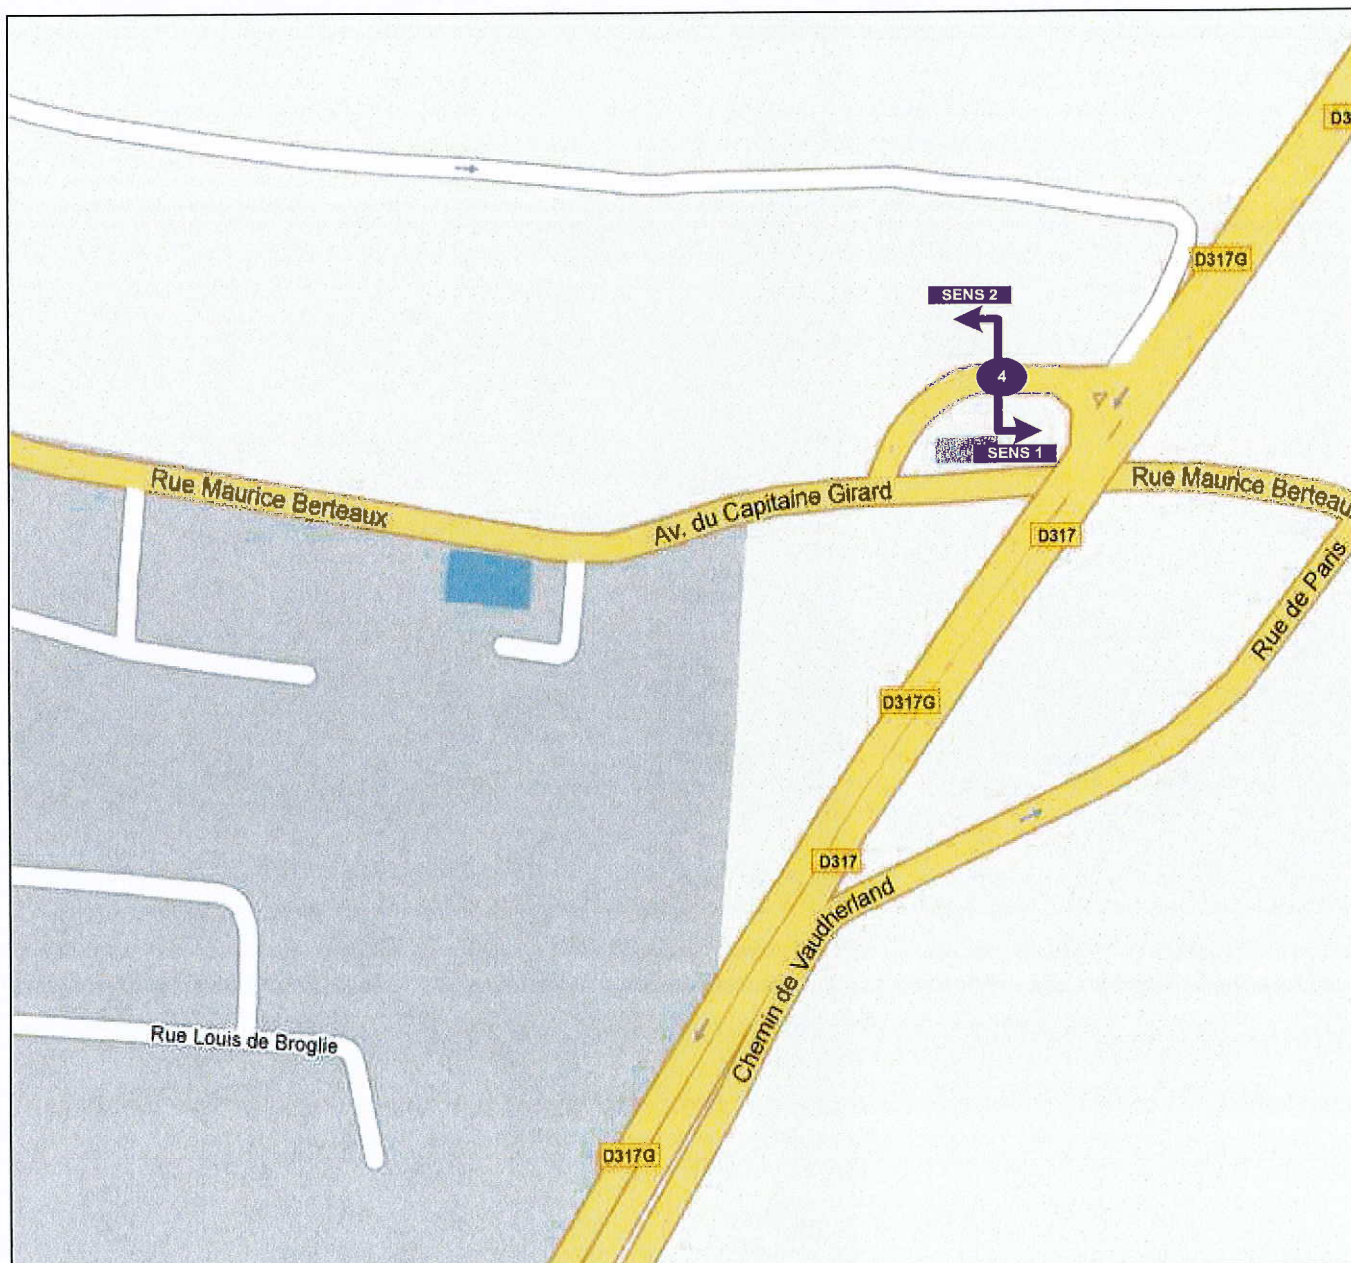 D3
D317G
SENS 2
4
SENS 1
Rue Maurice Berteaux
Av. du Capitaine Girard
Rue Maurice Berteaux
D317
Rue de Paris
D317G
D317
Chemin de Vaudherland
Rue Louis de Broglie
D317G